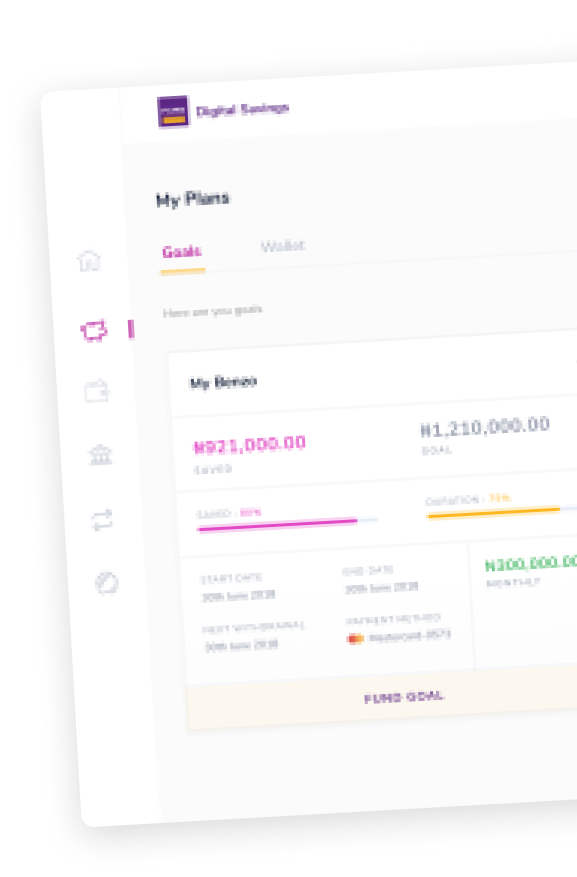 Digital Savings
My Plans
Goals Wallet
Here are you goals
My Benzo
₦921,000.00 ₦1,210,000.00
SAVED GOAL
SAVED : 80% DURATION : 75%
START DATE END DATE ₦300,000.00
30th June 2018 30th June 2018 MONTHLY
NEXT WITHDRAWAL PAYMENT METHOD
30th June 2018 Mastercard
FUND GOAL